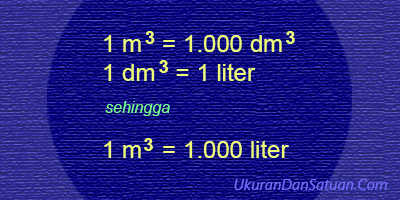 1 m³ = 1.000 dm³
1 dm³ = 1 liter
sehingga
1 m³ = 1.000 liter
UkuranDanSatuan.Com